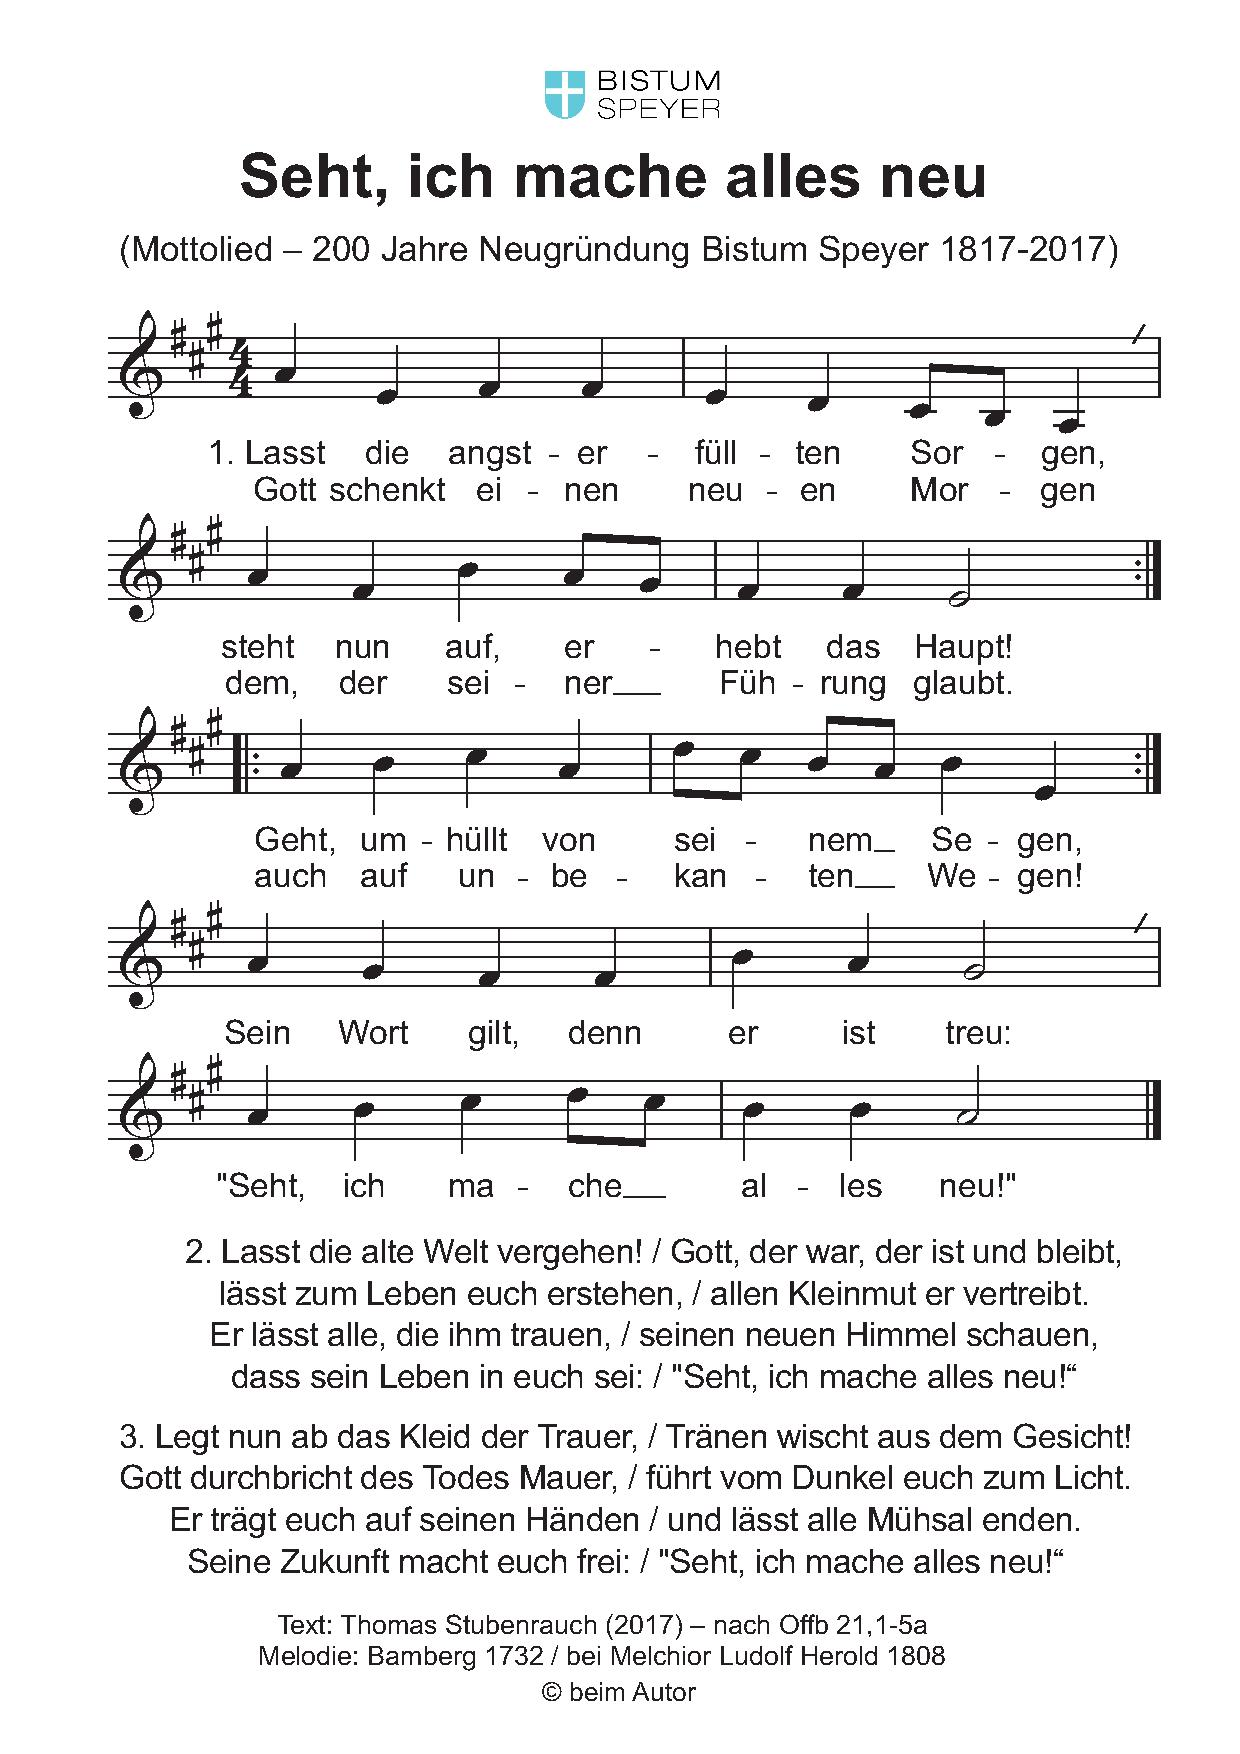 BISTUM
SPEYER
Seht, ich mache alles neu
(Mottolied – 200 Jahre Neugründung Bistum Speyer 1817-2017)
4
4
1. Lasst die angst - er - füll - ten Sor - gen,
Gott schenkt ei - nen neu - en Mor - gen
steht nun auf, er - hebt das Haupt!
dem, der sei - ner___ Füh - rung glaubt.
Geht, um - hüllt von sei - nem_ Se - gen,
auch auf un - be - kan - ten__ We - gen!
Sein Wort gilt, denn er ist treu:
"Seht, ich ma - che__ al - les neu!"
2. Lasst die alte Welt vergehen! / Gott, der war, der ist und bleibt,
lässt zum Leben euch erstehen, / allen Kleinmut er vertreibt.
Er lässt alle, die ihm trauen, / seinen neuen Himmel schauen,
dass sein Leben in euch sei: / "Seht, ich mache alles neu!“
3. Legt nun ab das Kleid der Trauer, / Tränen wischt aus dem Gesicht!
Gott durchbricht des Todes Mauer, / führt vom Dunkel euch zum Licht.
Er trägt euch auf seinen Händen / und lässt alle Mühsal enden.
Seine Zukunft macht euch frei: / "Seht, ich mache alles neu!“
Text: Thomas Stubenrauch (2017) – nach Offb 21,1-5a
Melodie: Bamberg 1732 / bei Melchior Ludolf Herold 1808
© beim Autor